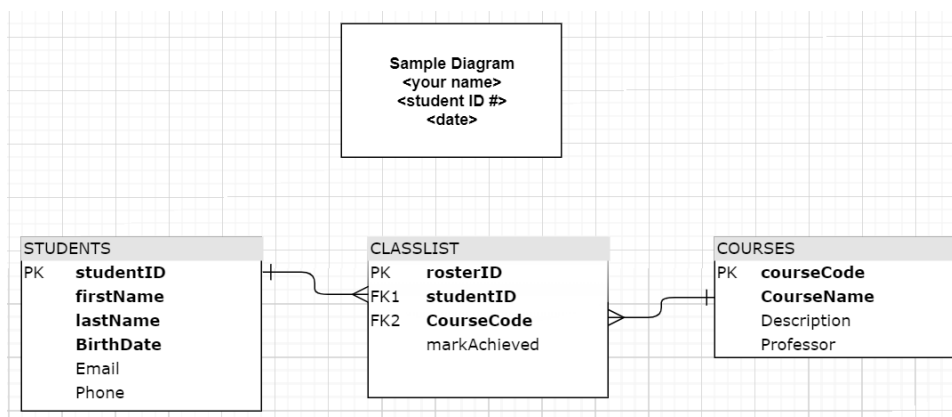 Sample Diagram
<your name>
<student ID #>
<date>
STUDENTS
PK studentID
firstName
lastName
BirthDate
Email
Phone
CLASSLIST
PK rosterID
FK1 studentID
FK2 CourseCode
markAchieved
COURSES
PK courseCode
CourseName
Description
Professor